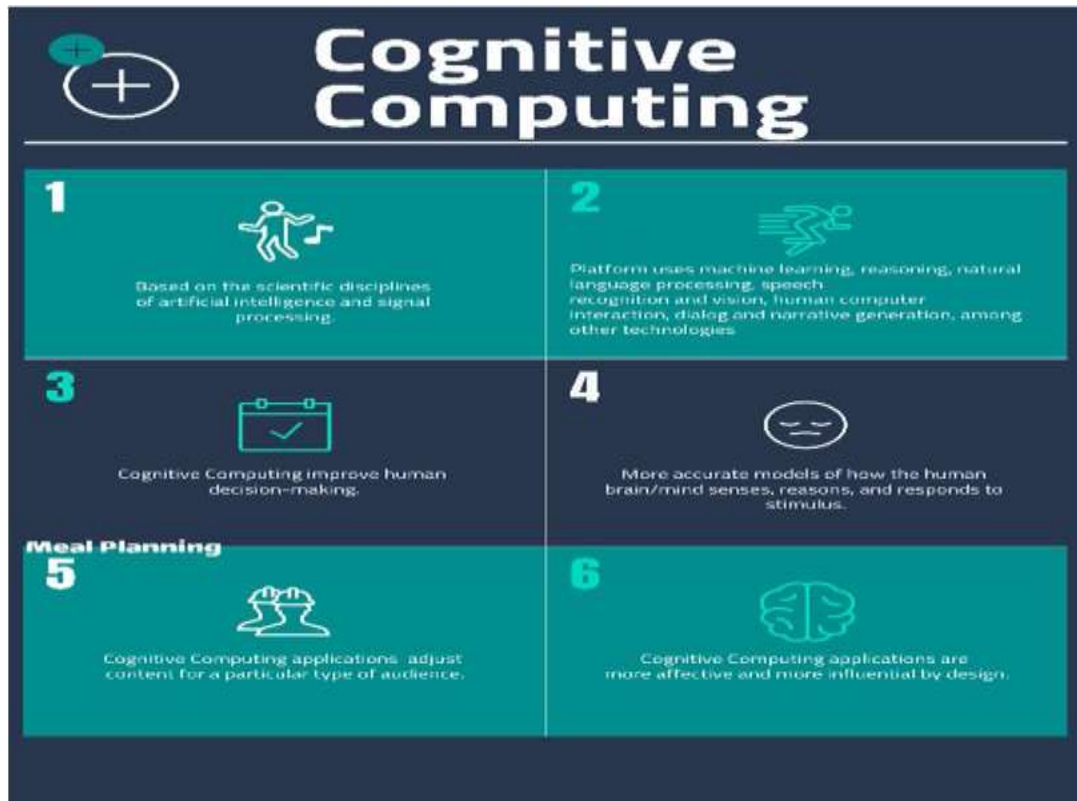 Cognitive
Computing
1
Based on the scientific disciplines
of artificial intelligence and signal
processing.
2
Platform uses machine learning, reasoning, natural
language processing, speech
recognition and vision, human computer
interaction, dialog and narrative generation, among
other technologies
3
Cognitive Computing improve human
decision-making.
4
More accurate models of how the human
brain/mind senses, reasons, and responds to
stimulus.
Meal Planning
5
Cognitive Computing applications adjust
content for a particular type of audience.
6
Cognitive Computing applications are
more affective and more influential by design.